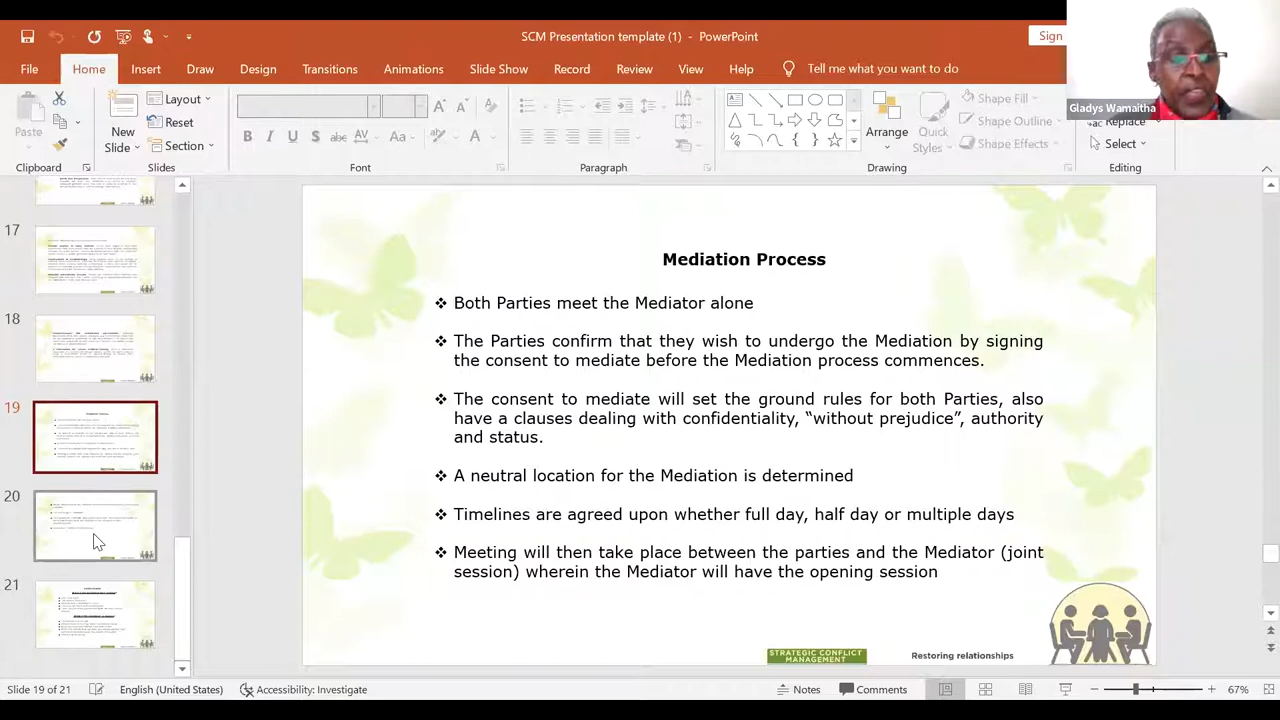 SCM Presentation template (1) - PowerPoint
Sign
File Home Insert Draw Design Transitions Animations Slide Show Record Review View Help Tell me what you want to do
Gladys Wamaitha
Paste
Clipboard
New Slide
Layout
Reset
Section
Slides
B I U S abc AV Aa A
Font
Paragraph
Arrange
Quick Styles
Shape Fill
Shape Outline
Shape Effects
Drawing
Replace
Select
Editing
17
18
19
20
21
Mediation Process
❖ Both Parties meet the Mediator alone
❖ The Parties confirm that they wish to undergo the Mediation by signing
the consent to mediate before the Mediation process commences.
❖ The consent to mediate will set the ground rules for both Parties, also
have clauses dealing with confidentiality, “without prejudice”, authority
and status.
❖ A neutral location for the Mediation is determined
❖ Timelines are agreed upon whether full day, half day or multiple days
❖ Meeting will then take place between the parties and the Mediator (joint
session) wherein the Mediator will have the opening session
STRATEGIC CONFLICT
MANAGEMENT
Restoring relationships
Slide 19 of 21 English (United States) Accessibility: Investigate Notes Comments 67%